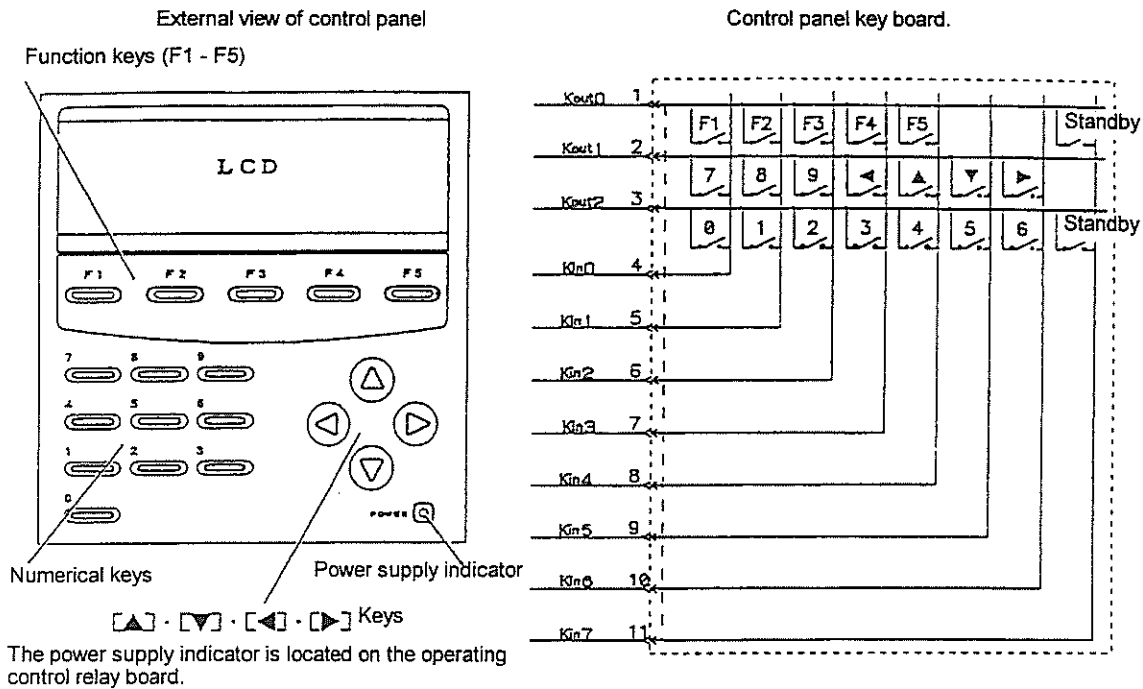 External view of control panel
Control panel key board.
Function keys (F1 - F5)
LCD
F1 F2 F3 F4 F5
7 8 9
4 5 6
1 2 3
0
POWER
Numerical keys
Power supply indicator
[▲] · [▼] · [◀] · [▶] Keys
The power supply indicator is located on the operating
control relay board.
Kout0 1
F1 F2 F3 F4 F5 Standby
Kout1 2
7 8 9 ◀ ▲ ▼ ▶
Kout2 3
0 1 2 3 4 5 6 Standby
Kin0 4
Kin1 5
Kin2 6
Kin3 7
Kin4 8
Kin5 9
Kin6 10
Kin7 11